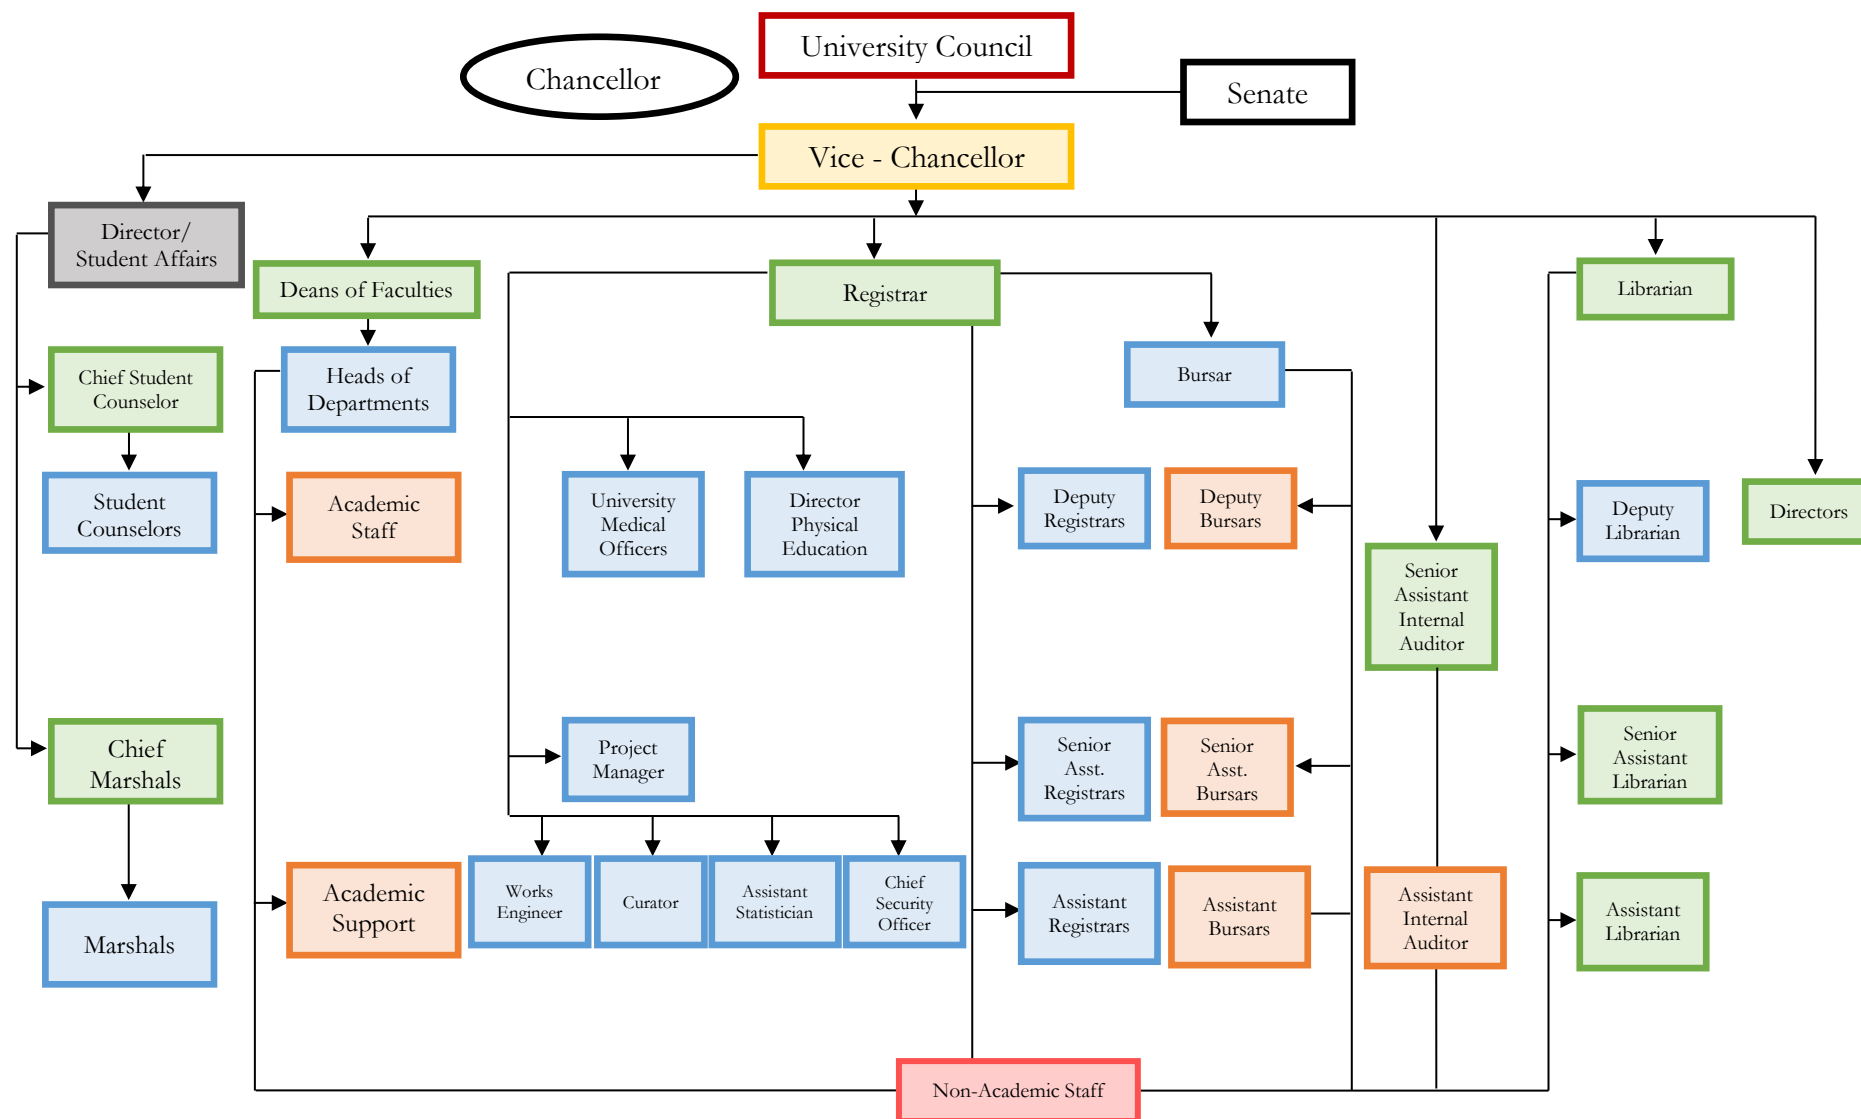 University Council
Chancellor
Senate
Vice - Chancellor
Director/
Student Affairs
Deans of Faculties
Registrar
Librarian
Chief Student
Counselor
Heads of
Departments
Bursar
Student
Counselors
Academic
Staff
University
Medical
Officers
Director
Physical
Education
Deputy
Registrars
Deputy
Bursars
Deputy
Librarian
Directors
Senior
Assistant
Internal
Auditor
Chief
Marshals
Project
Manager
Senior
Asst.
Registrars
Senior
Asst.
Bursars
Senior
Assistant
Librarian
Marshals
Academic
Support
Works
Engineer
Curator
Assistant
Statistician
Chief
Security
Officer
Assistant
Registrars
Assistant
Bursars
Assistant
Internal
Auditor
Assistant
Librarian
Non-Academic Staff